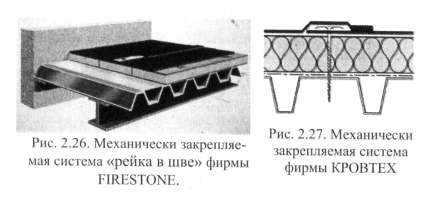 Рис. 2.26. Механически закрепляе-
мая система «рейка в шве» фирмы
FIRESTONE.
Рис. 2.27. Механически
закрепляемая система
фирмы КРОВТЕХ